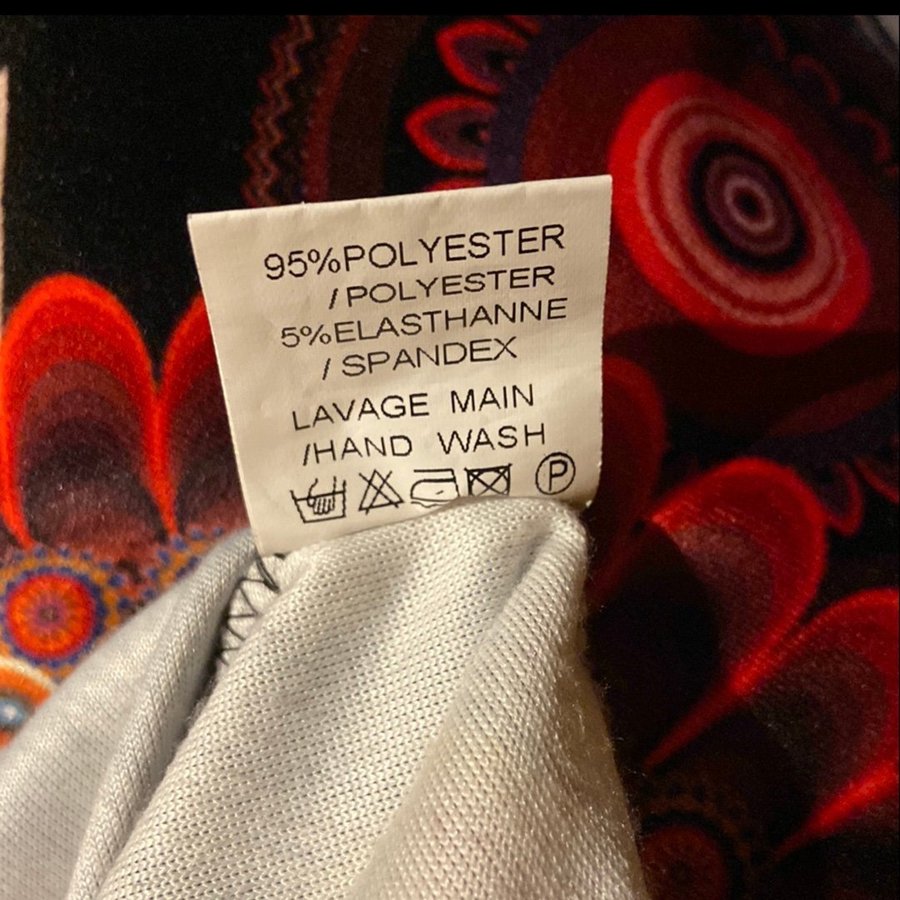 95%POLYESTER
/POLYESTER
5%ELASTHANNE
/SPANDEX
LAVAGE MAIN
/HAND WASH
P